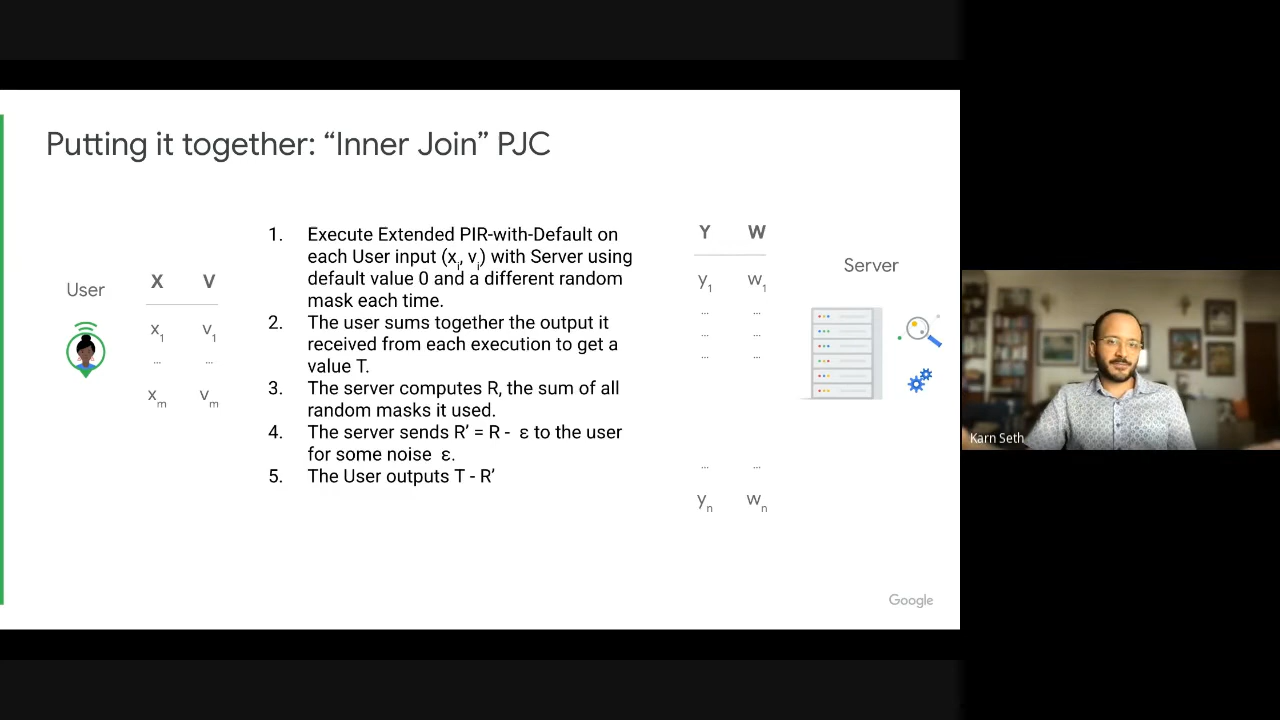 Putting it together: “Inner Join” PJC
User
X V
x1 v1
... ...
xm vm
1. Execute Extended PIR-with-Default on
each User input (xi, vi) with Server using
default value 0 and a different random
mask each time.
2. The user sums together the output it
received from each execution to get a
value T.
3. The server computes R, the sum of all
random masks it used.
4. The server sends R’ = R - ε to the user
for some noise ε.
5. The User outputs T - R’
Y W
y1 w1
... ...
... ...
... ...
... ...
yn wn
Server
Google
Karn Seth